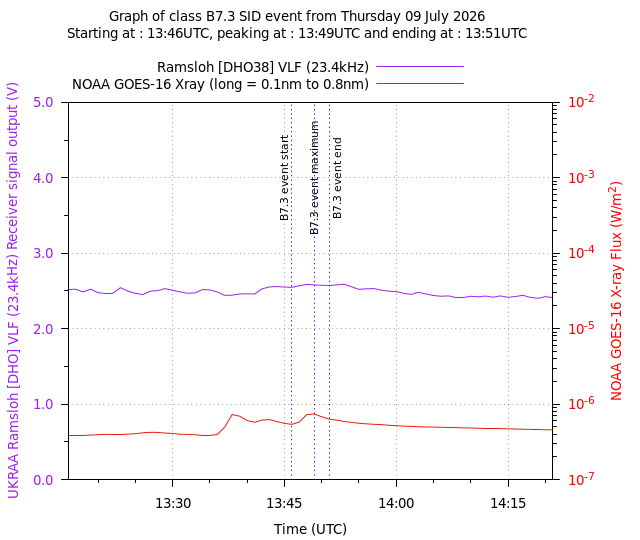 Graph of class B7.3 SID event from Thursday 09 July 2026
Starting at : 13:46UTC, peaking at : 13:49UTC and ending at : 13:51UTC
Ramsloh [DHO38] VLF (23.4kHz)
NOAA GOES-16 Xray (long = 0.1nm to 0.8nm)
UKRAA Ramsloh [DHO] VLF (23.4kHz) Receiver signal output (V)
5.0
4.0
3.0
2.0
1.0
0.0
B7.3 event start
B7.3 event maximum
B7.3 event end
10⁻²
10⁻³
10⁻⁴
10⁻⁵
10⁻⁶
10⁻⁷
NOAA GOES-16 X-ray Flux (W/m²)
13:30 13:45 14:00 14:15
Time (UTC)